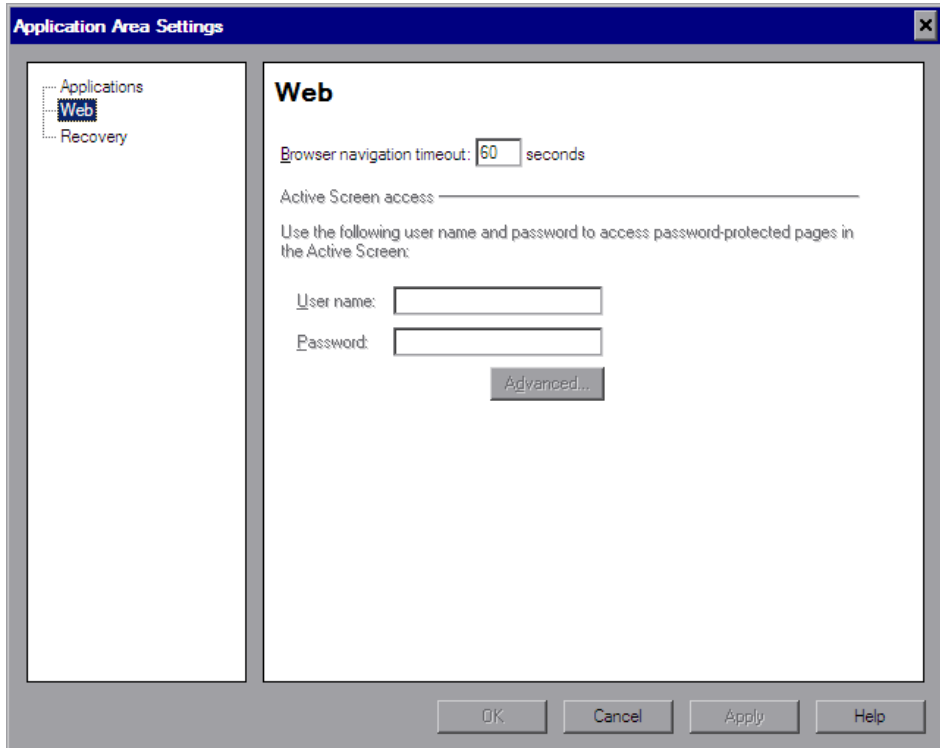 Application Area Settings
Applications
Web
Recovery
Web
Browser navigation timeout: 60 seconds
Active Screen access
Use the following user name and password to access password-protected pages in
the Active Screen:
User name:
Password:
Advanced...
OK
Cancel
Apply
Help